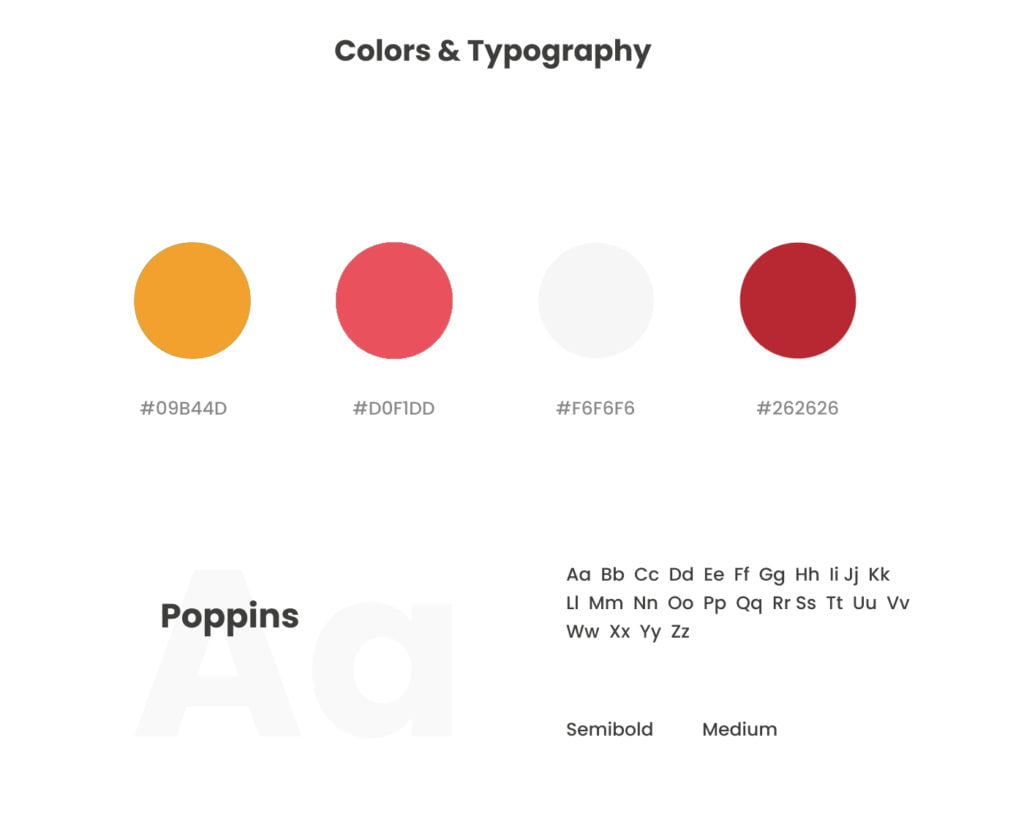 Colors & Typography
#09B44D #D0F1DD #F6F6F6 #262626
Aa
Poppins
Aa Bb Cc Dd Ee Ff Gg Hh Ii Jj Kk
Ll Mm Nn Oo Pp Qq Rr Ss Tt Uu Vv
Ww Xx Yy Zz
Semibold Medium